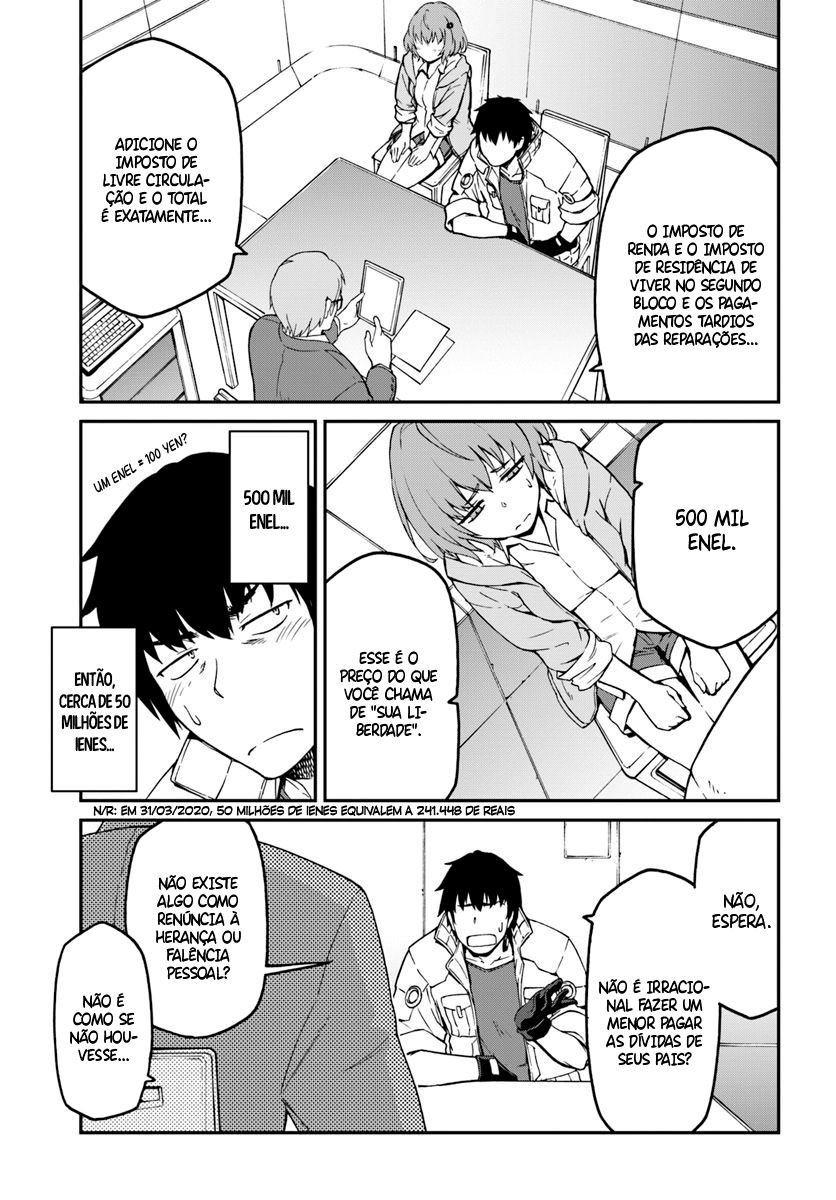 O IMPOSTO DE
RENDA E O IMPOSTO
DE RESIDÊNCIA DE
VIVER NO SEGUNDO
BLOCO E OS PAGA-
MENTOS TARDIOS
DAS REPARAÇÕES...
ADICIONE O
IMPOSTO DE
LIVRE CIRCULA-
ÇÃO E O TOTAL
É EXATAMENTE...
500 MIL
ENEL.
ESSE É O
PREÇO DO QUE
VOCÊ CHAMA
DE "SUA LI-
BERDADE".
500 MIL
ENEL...
UM ENEL = 100 YEN?
ENTÃO,
CERCA DE 50
MILHÕES DE
IENES...
N/R: EM 31/03/2020, 50 MILHÕES DE IENES EQUIVALEM A 241.448 DE REAIS
NÃO,
ESPERA.
NÃO É IRRACIO-
NAL FAZER UM
MENOR PAGAR
AS DÍVIDAS DE
SEUS PAIS?
NÃO EXISTE
ALGO COMO
RENÚNCIA À
HERANÇA OU
FALÊNCIA
PESSOAL?
NÃO É
COMO SE
NÃO HOU-
VESSE...